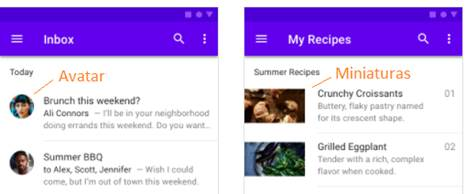 Inbox
Today
Avatar
Brunch this weekend?
Ali Connors — I'll be in your neighborhood
doing errands this weekend. Do you want...
Summer BBQ
to Alex, Scott, Jennifer — Wish I could
come, but I'm out of town this weekend.
My Recipes
Summer Recipes
Miniaturas
Crunchy Croissants 01
Buttery, flaky pastry named
for its crescent shape.
Grilled Eggplant 02
Tender with a rich, complex
flavor when cooked.